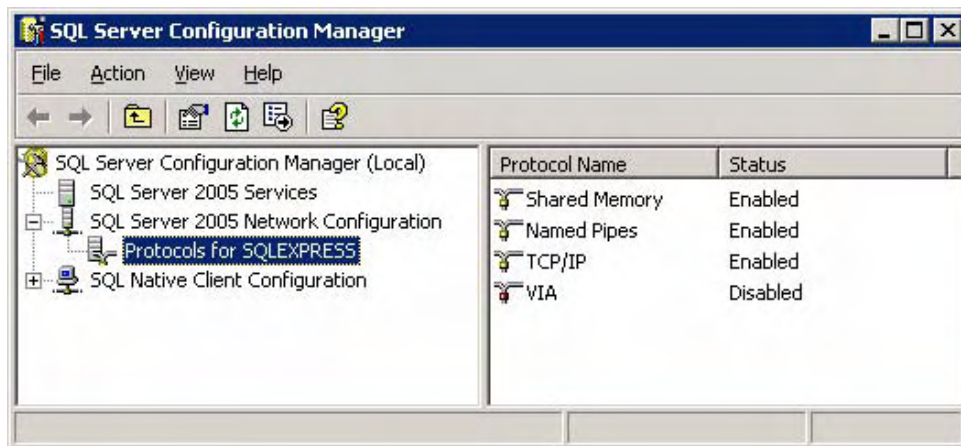 SQL Server Configuration Manager
File Action View Help
SQL Server Configuration Manager (Local)
SQL Server 2005 Services
SQL Server 2005 Network Configuration
Protocols for SQLEXPRESS
SQL Native Client Configuration
Protocol Name Status
Shared Memory Enabled
Named Pipes Enabled
TCP/IP Enabled
VIA Disabled